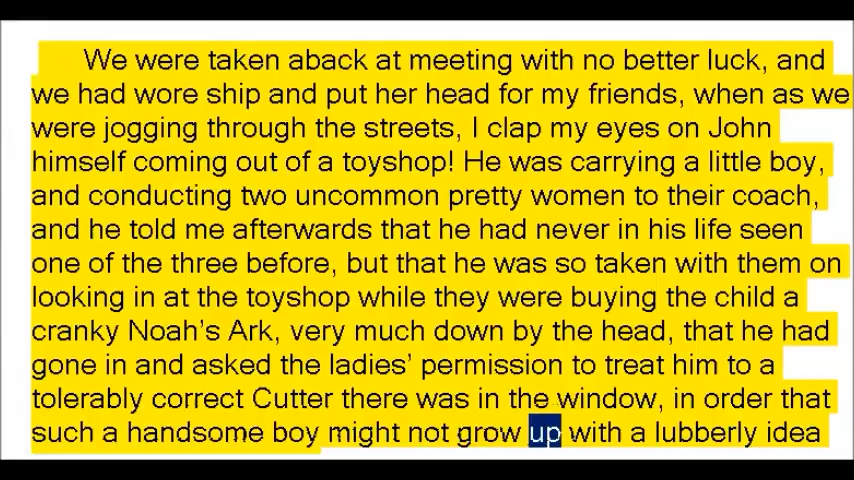 We were taken aback at meeting with no better luck, and
we had wore ship and put her head for my friends, when as we
were jogging through the streets, I clap my eyes on John
himself coming out of a toyshop! He was carrying a little boy,
and conducting two uncommon pretty women to their coach,
and he told me afterwards that he had never in his life seen
one of the three before, but that he was so taken with them on
looking in at the toyshop while they were buying the child a
cranky Noah’s Ark, very much down by the head, that he had
gone in and asked the ladies’ permission to treat him to a
tolerably correct Cutter there was in the window, in order that
such a handsome boy might not grow up with a lubberly idea